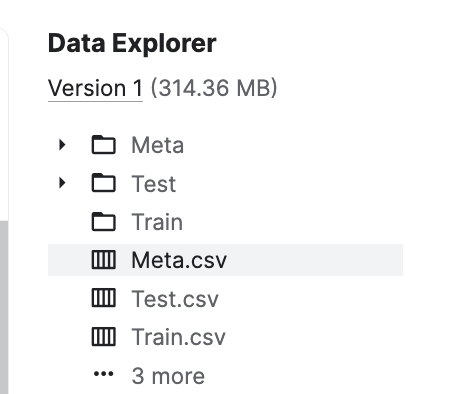 Data Explorer
Version 1 (314.36 MB)
Meta
Test
Train
Meta.csv
Test.csv
Train.csv
3 more